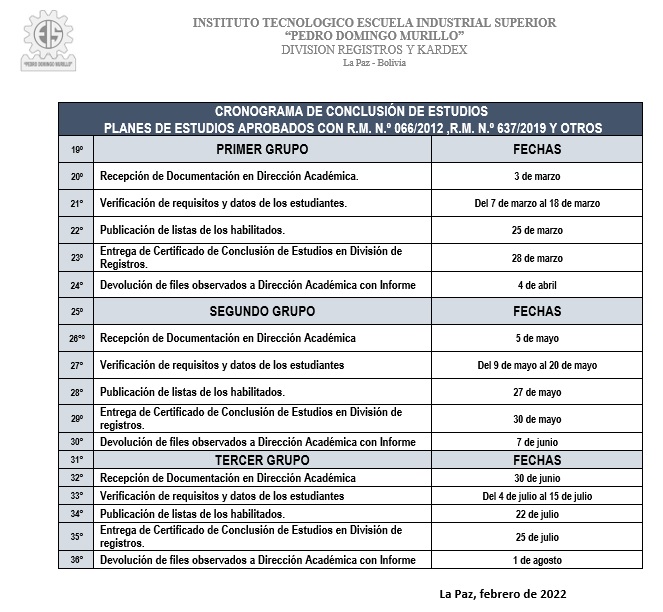 INSTITUTO TECNOLOGICO ESCUELA INDUSTRIAL SUPERIOR
“PEDRO DOMINGO MURILLO”
DIVISION REGISTROS Y KARDEX
La Paz - Bolivia
EIS
"PEDRO DOMINGO MURILLO"
CRONOGRAMA DE CONCLUSIÓN DE ESTUDIOS
PLANES DE ESTUDIOS APROBADOS CON R.M. N.º 066/2012 ,R.M. N.º 637/2019 Y OTROS
19º PRIMER GRUPO FECHAS
20º Recepción de Documentación en Dirección Académica. 3 de marzo
21º Verificación de requisitos y datos de los estudiantes. Del 7 de marzo al 18 de marzo
22º Publicación de listas de los habilitados. 25 de marzo
23º Entrega de Certificado de Conclusión de Estudios en División de
Registros. 28 de marzo
24º Devolución de files observados a Dirección Académica con Informe 4 de abril
25º SEGUNDO GRUPO FECHAS
26ºº Recepción de Documentación en Dirección Académica 5 de mayo
27º Verificación de requisitos y datos de los estudiantes Del 9 de mayo al 20 de mayo
28º Publicación de listas de los habilitados. 27 de mayo
29º Entrega de Certificado de Conclusión de Estudios en División de
registros. 30 de mayo
30º Devolución de files observados a Dirección Académica con Informe 7 de junio
31º TERCER GRUPO FECHAS
32º Recepción de Documentación en Dirección Académica 30 de junio
33º Verificación de requisitos y datos de los estudiantes Del 4 de julio al 15 de julio
34º Publicación de listas de los habilitados. 22 de julio
35º Entrega de Certificado de Conclusión de Estudios en División de
registros. 25 de julio
36º Devolución de files observados a Dirección Académica con Informe 1 de agosto
La Paz, febrero de 2022